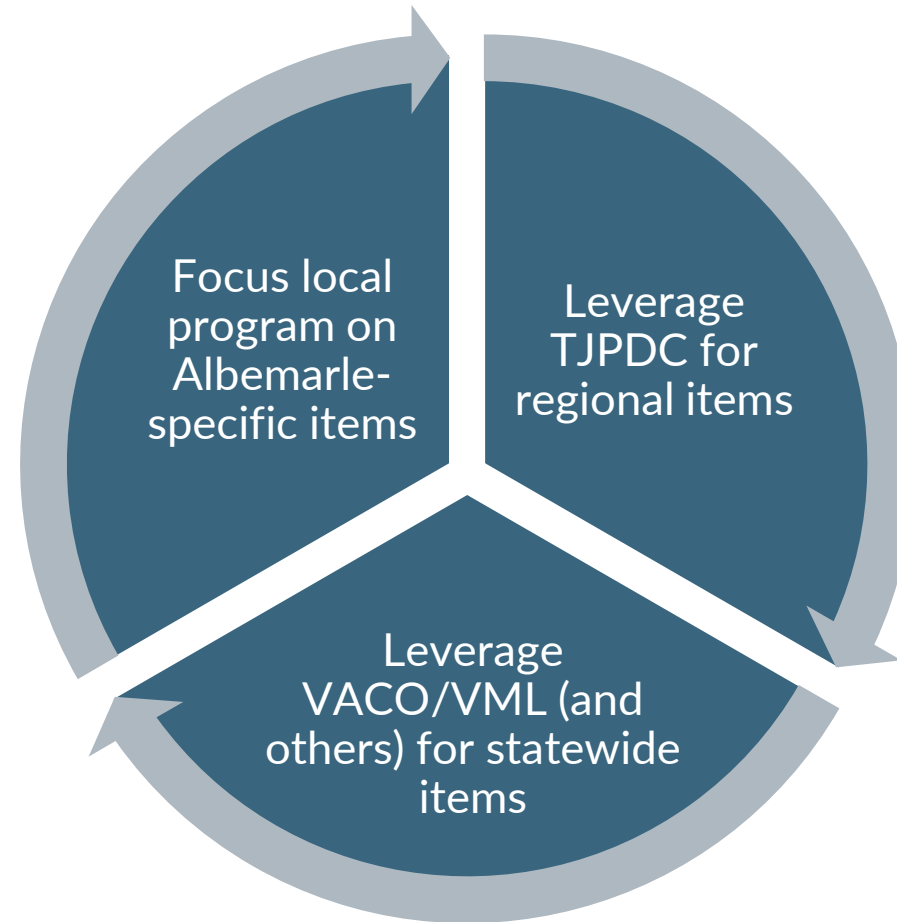 Focus local
program on
Albemarle-
specific items
Leverage
TJPDC for
regional items
Leverage
VACO/VML (and
others) for statewide
items